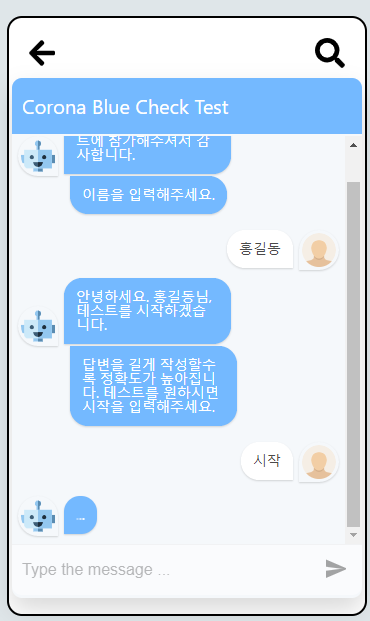 Corona Blue Check Test
트에 참가해주셔서 감
사합니다.
이름을 입력해주세요.
홍길동
안녕하세요. 홍길동님,
테스트를 시작하겠습
니다.
답변을 길게 작성할수
록 정확도가 높아집니
다. 테스트를 원하시면
시작을 입력해주세요.
시작
...
Type the message ...